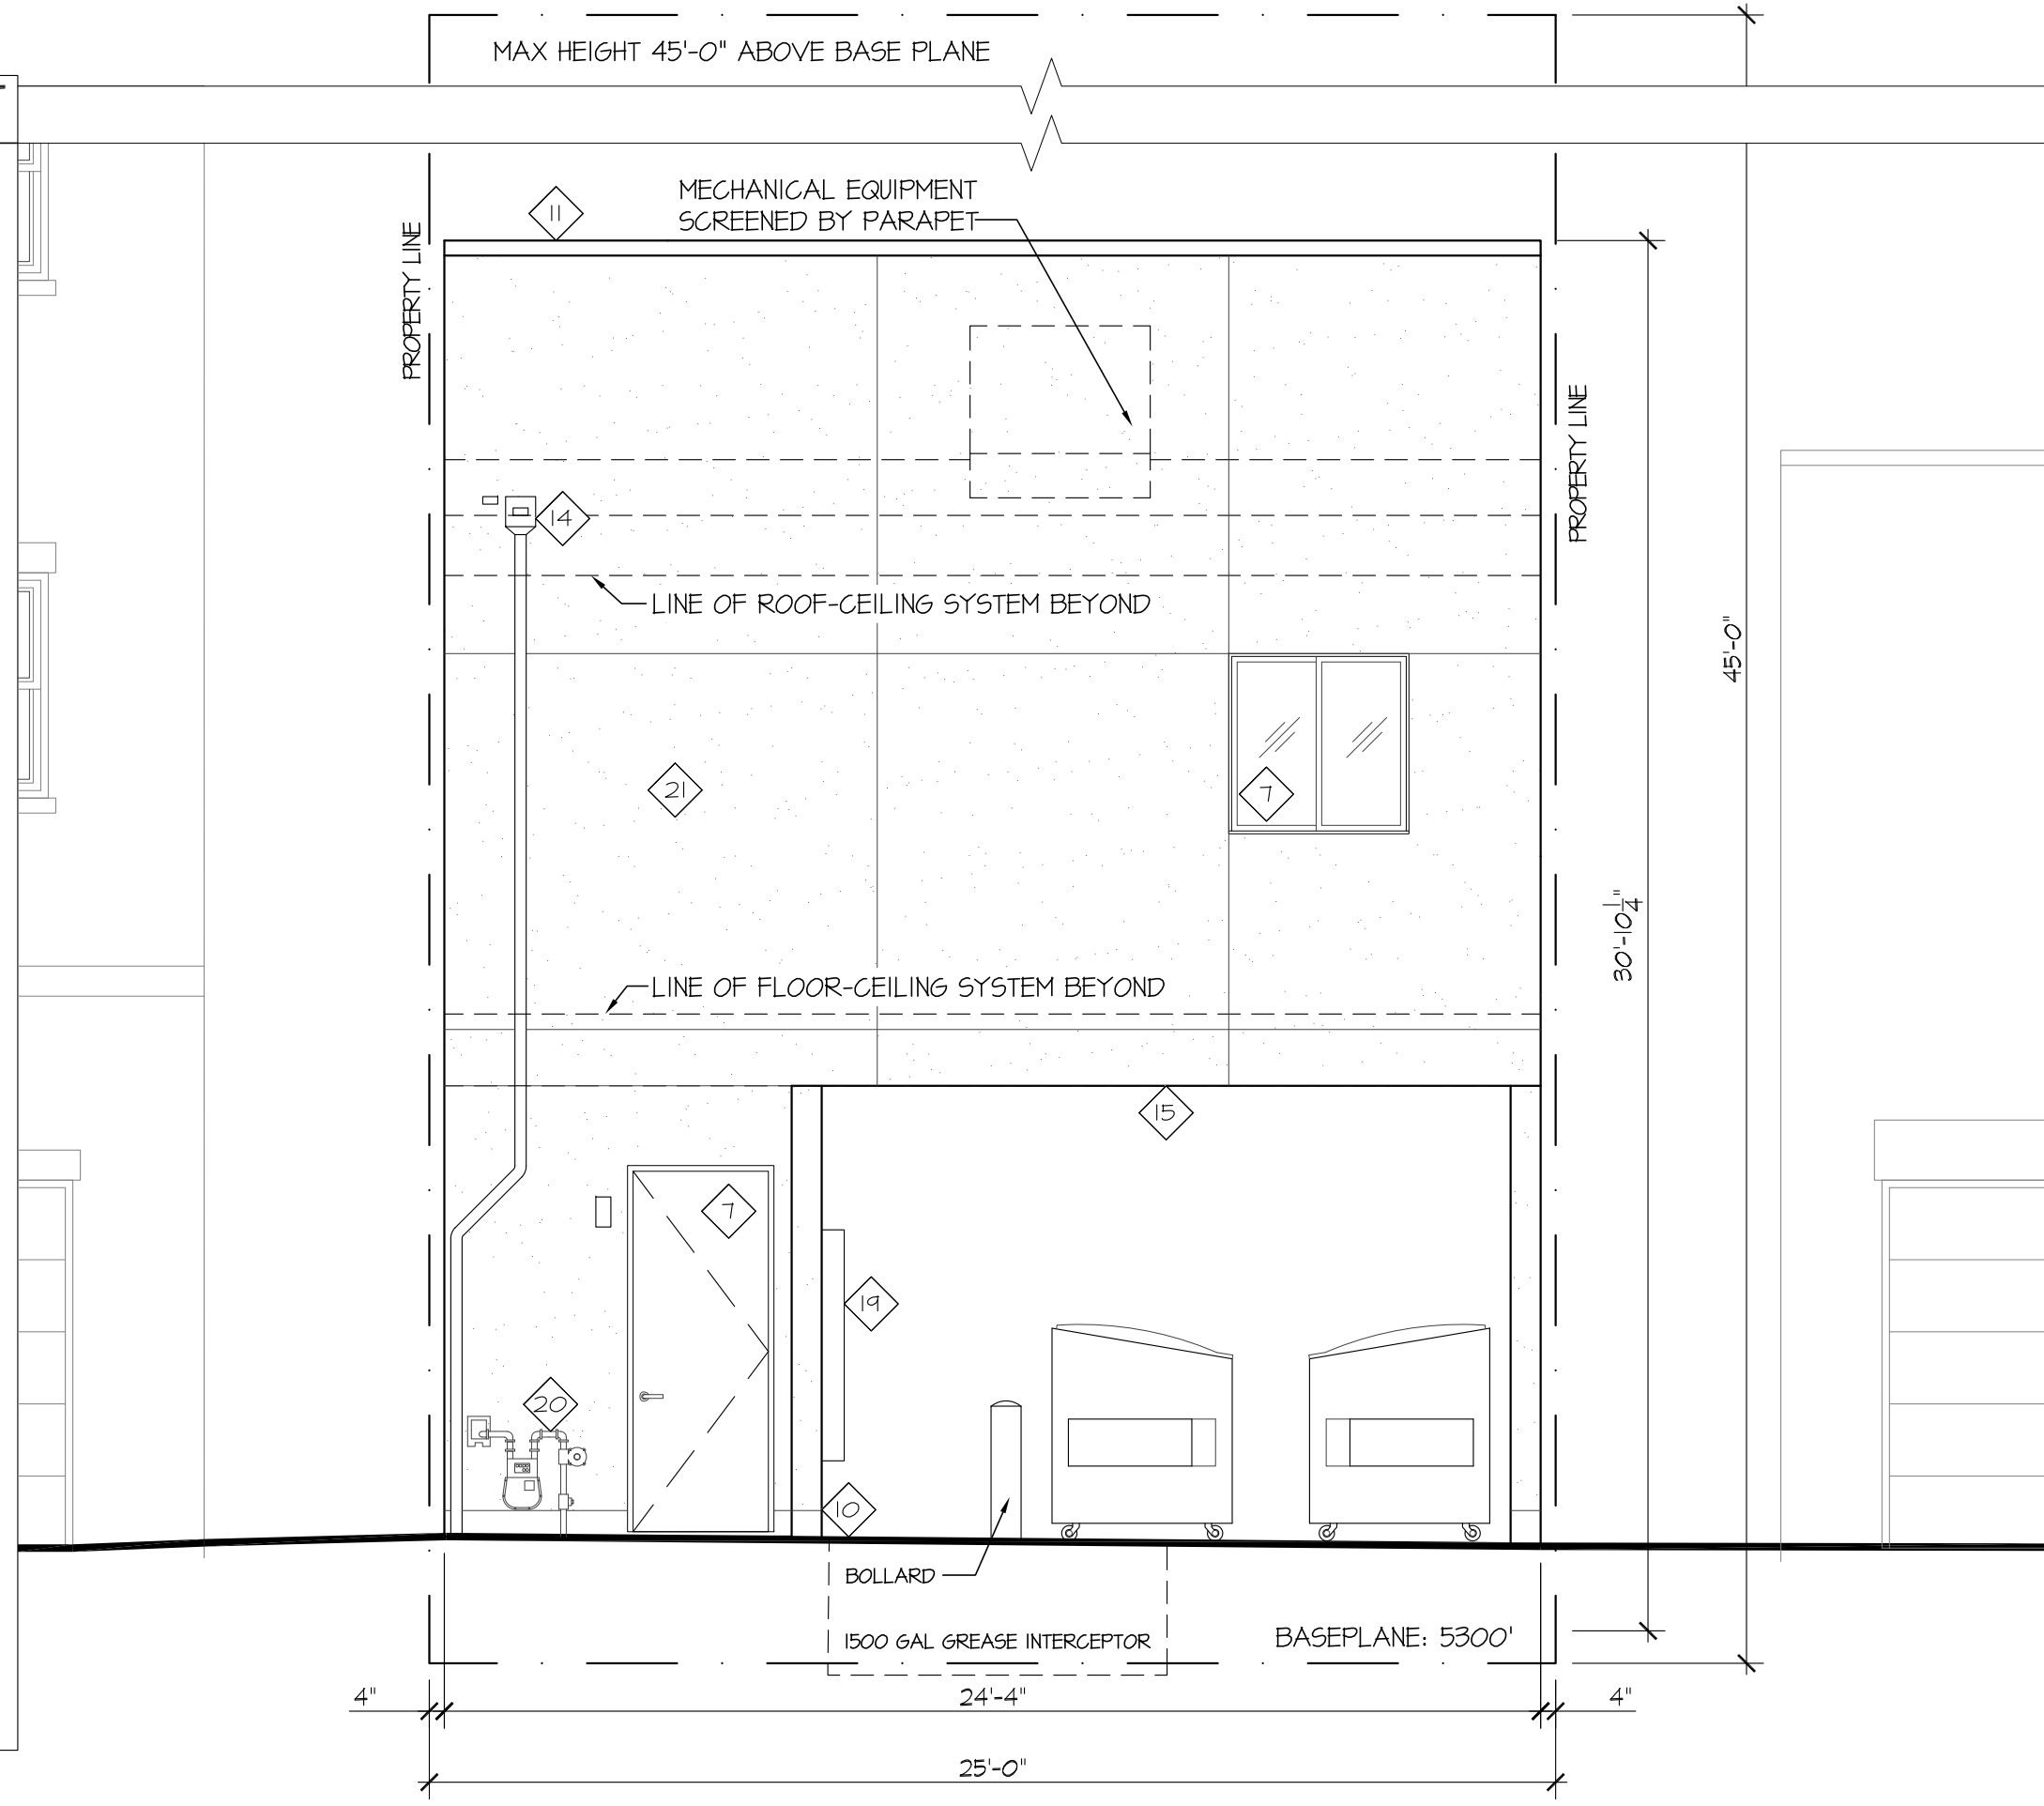 MAX HEIGHT 45'-0" ABOVE BASE PLANE
MECHANICAL EQUIPMENT
SCREENED BY PARAPET
11
PROPERTY LINE
PROPERTY LINE
14
LINE OF ROOF-CEILING SYSTEM BEYOND
45'-0"
21
7
30'-10 1/4"
LINE OF FLOOR-CEILING SYSTEM BEYOND
15
7
19
20
10
BOLLARD
1500 GAL GREASE INTERCEPTOR
BASEPLANE: 5300'
4"
24'-4"
4"
25'-0"